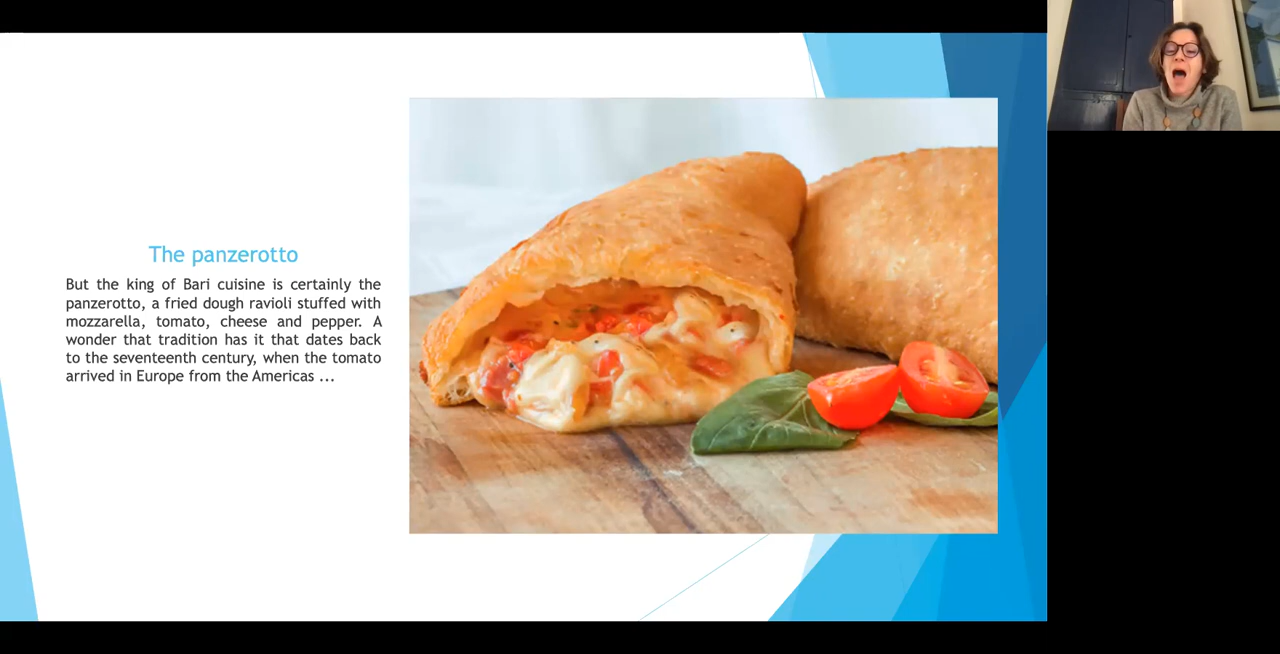 The panzerotto
But the king of Bari cuisine is certainly the
panzerotto, a fried dough ravioli stuffed with
mozzarella, tomato, cheese and pepper. A
wonder that tradition has it that dates back
to the seventeenth century, when the tomato
arrived in Europe from the Americas ...